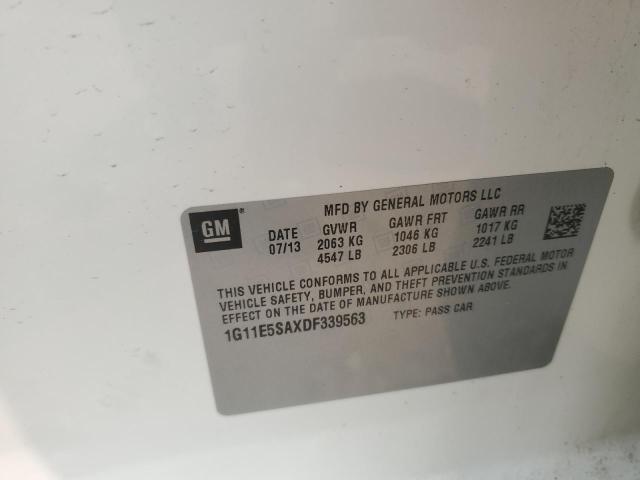 MFD BY GENERAL MOTORS LLC
GM®
DATE GVWR GAWR FRT GAWR RR
07/13 2063 KG 1046 KG 1017 KG
4547 LB 2306 LB 2241 LB
THIS VEHICLE CONFORMS TO ALL APPLICABLE U.S. FEDERAL MOTOR
VEHICLE SAFETY, BUMPER, AND THEFT PREVENTION STANDARDS IN
EFFECT ON THE DATE OF MANUFACTURE SHOWN ABOVE.
1G11E5SAXDF339563 TYPE: PASS CAR